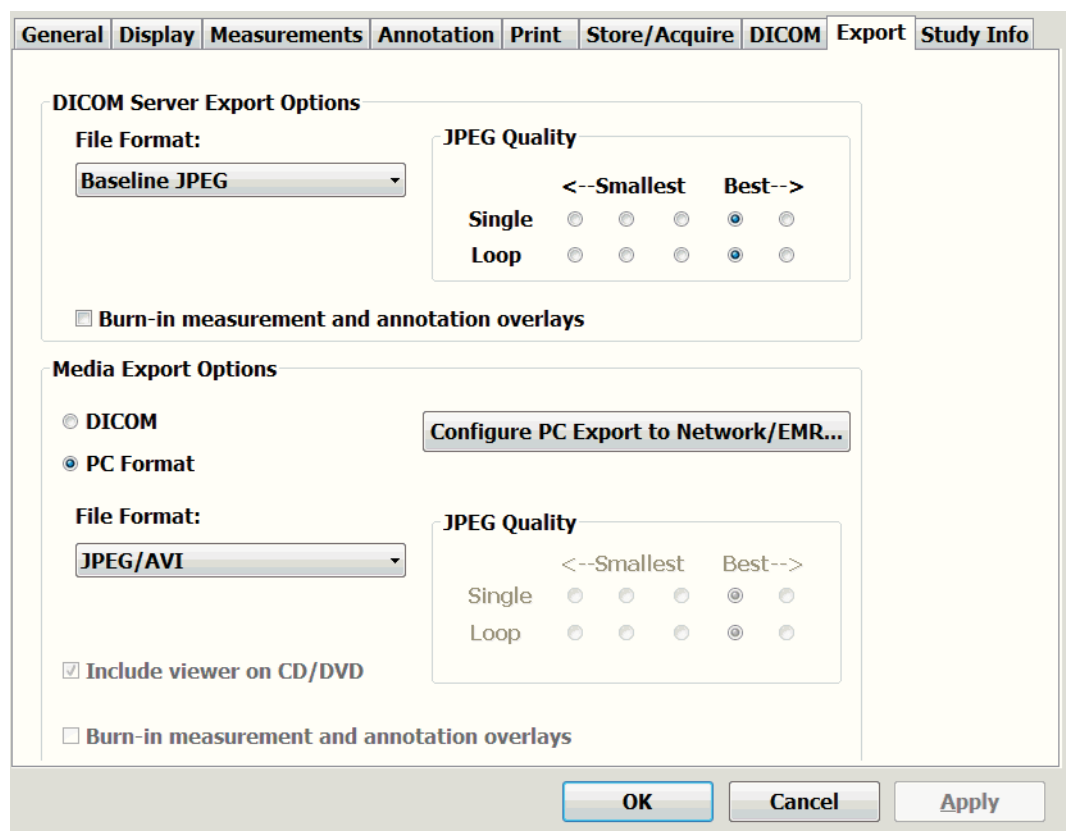 General Display Measurements Annotation Print Store/Acquire DICOM Export Study Info
DICOM Server Export Options
File Format:
Baseline JPEG
JPEG Quality
<--Smallest Best-->
Single
Loop
Burn-in measurement and annotation overlays
Media Export Options
DICOM
PC Format
Configure PC Export to Network/EMR...
File Format:
JPEG/AVI
JPEG Quality
<--Smallest Best-->
Single
Loop
Include viewer on CD/DVD
Burn-in measurement and annotation overlays
OK Cancel Apply